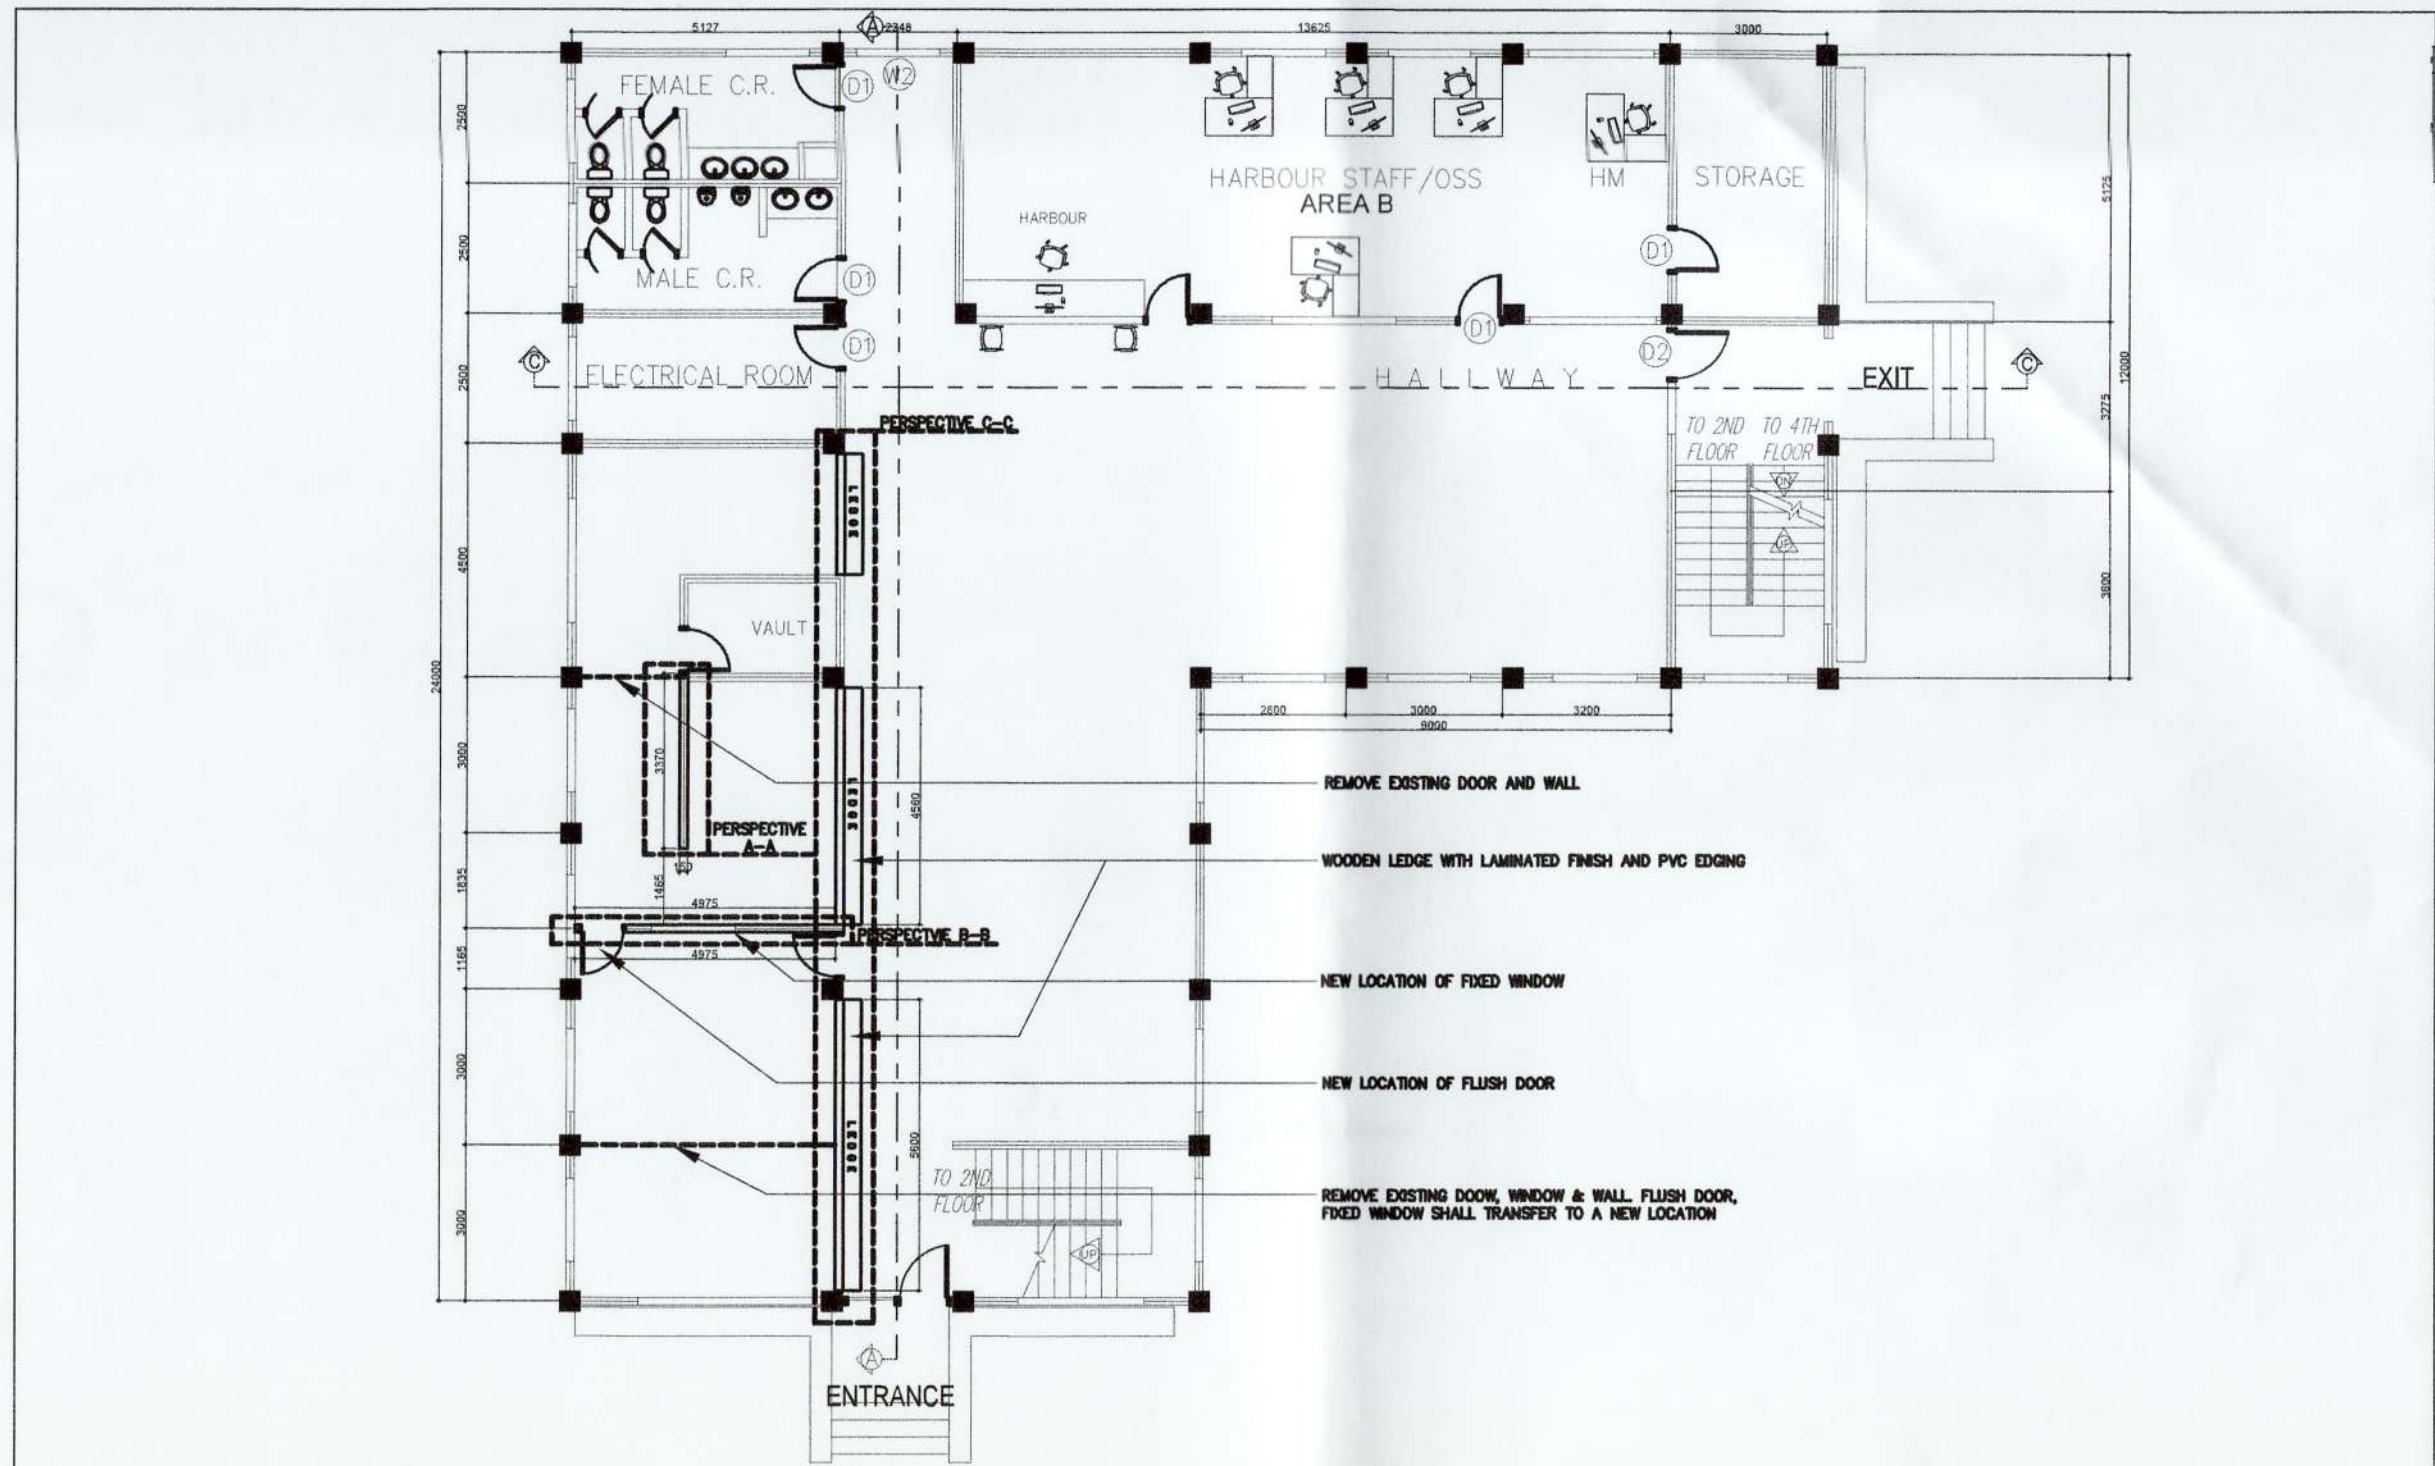 5127
A
2248
13625
3000
FEMALE C.R.
D1
W2
2500
HARBOUR STAFF/OSS
AREA B
HM
STORAGE
5125
HARBOUR
2500
MALE C.R.
D1
D1
D1
D1
D2
C
ELECTRICAL ROOM
2500
HALLWAY
EXIT
C
12000
3275
PERSPECTIVE C-C
TO 2ND
FLOOR
TO 4TH
FLOOR
DN
UP
LEDGE
4500
3600
VAULT
24000
2800
3000
3200
9000
3000
3370
LEDGE
4560
REMOVE EXISTING DOOR AND WALL
PERSPECTIVE
A-A
150
1465
1835
WOODEN LEDGE WITH LAMINATED FINISH AND PVC EDGING
4975
PERSPECTVIE B-B
4975
1165
NEW LOCATION OF FIXED WINDOW
3000
NEW LOCATION OF FLUSH DOOR
LEDGE
5600
TO 2ND
FLOOR
UP
REMOVE EXISTING DOOW, WINDOW & WALL. FLUSH DOOR,
FIXED WINDOW SHALL TRANSFER TO A NEW LOCATION
3000
A
ENTRANCE